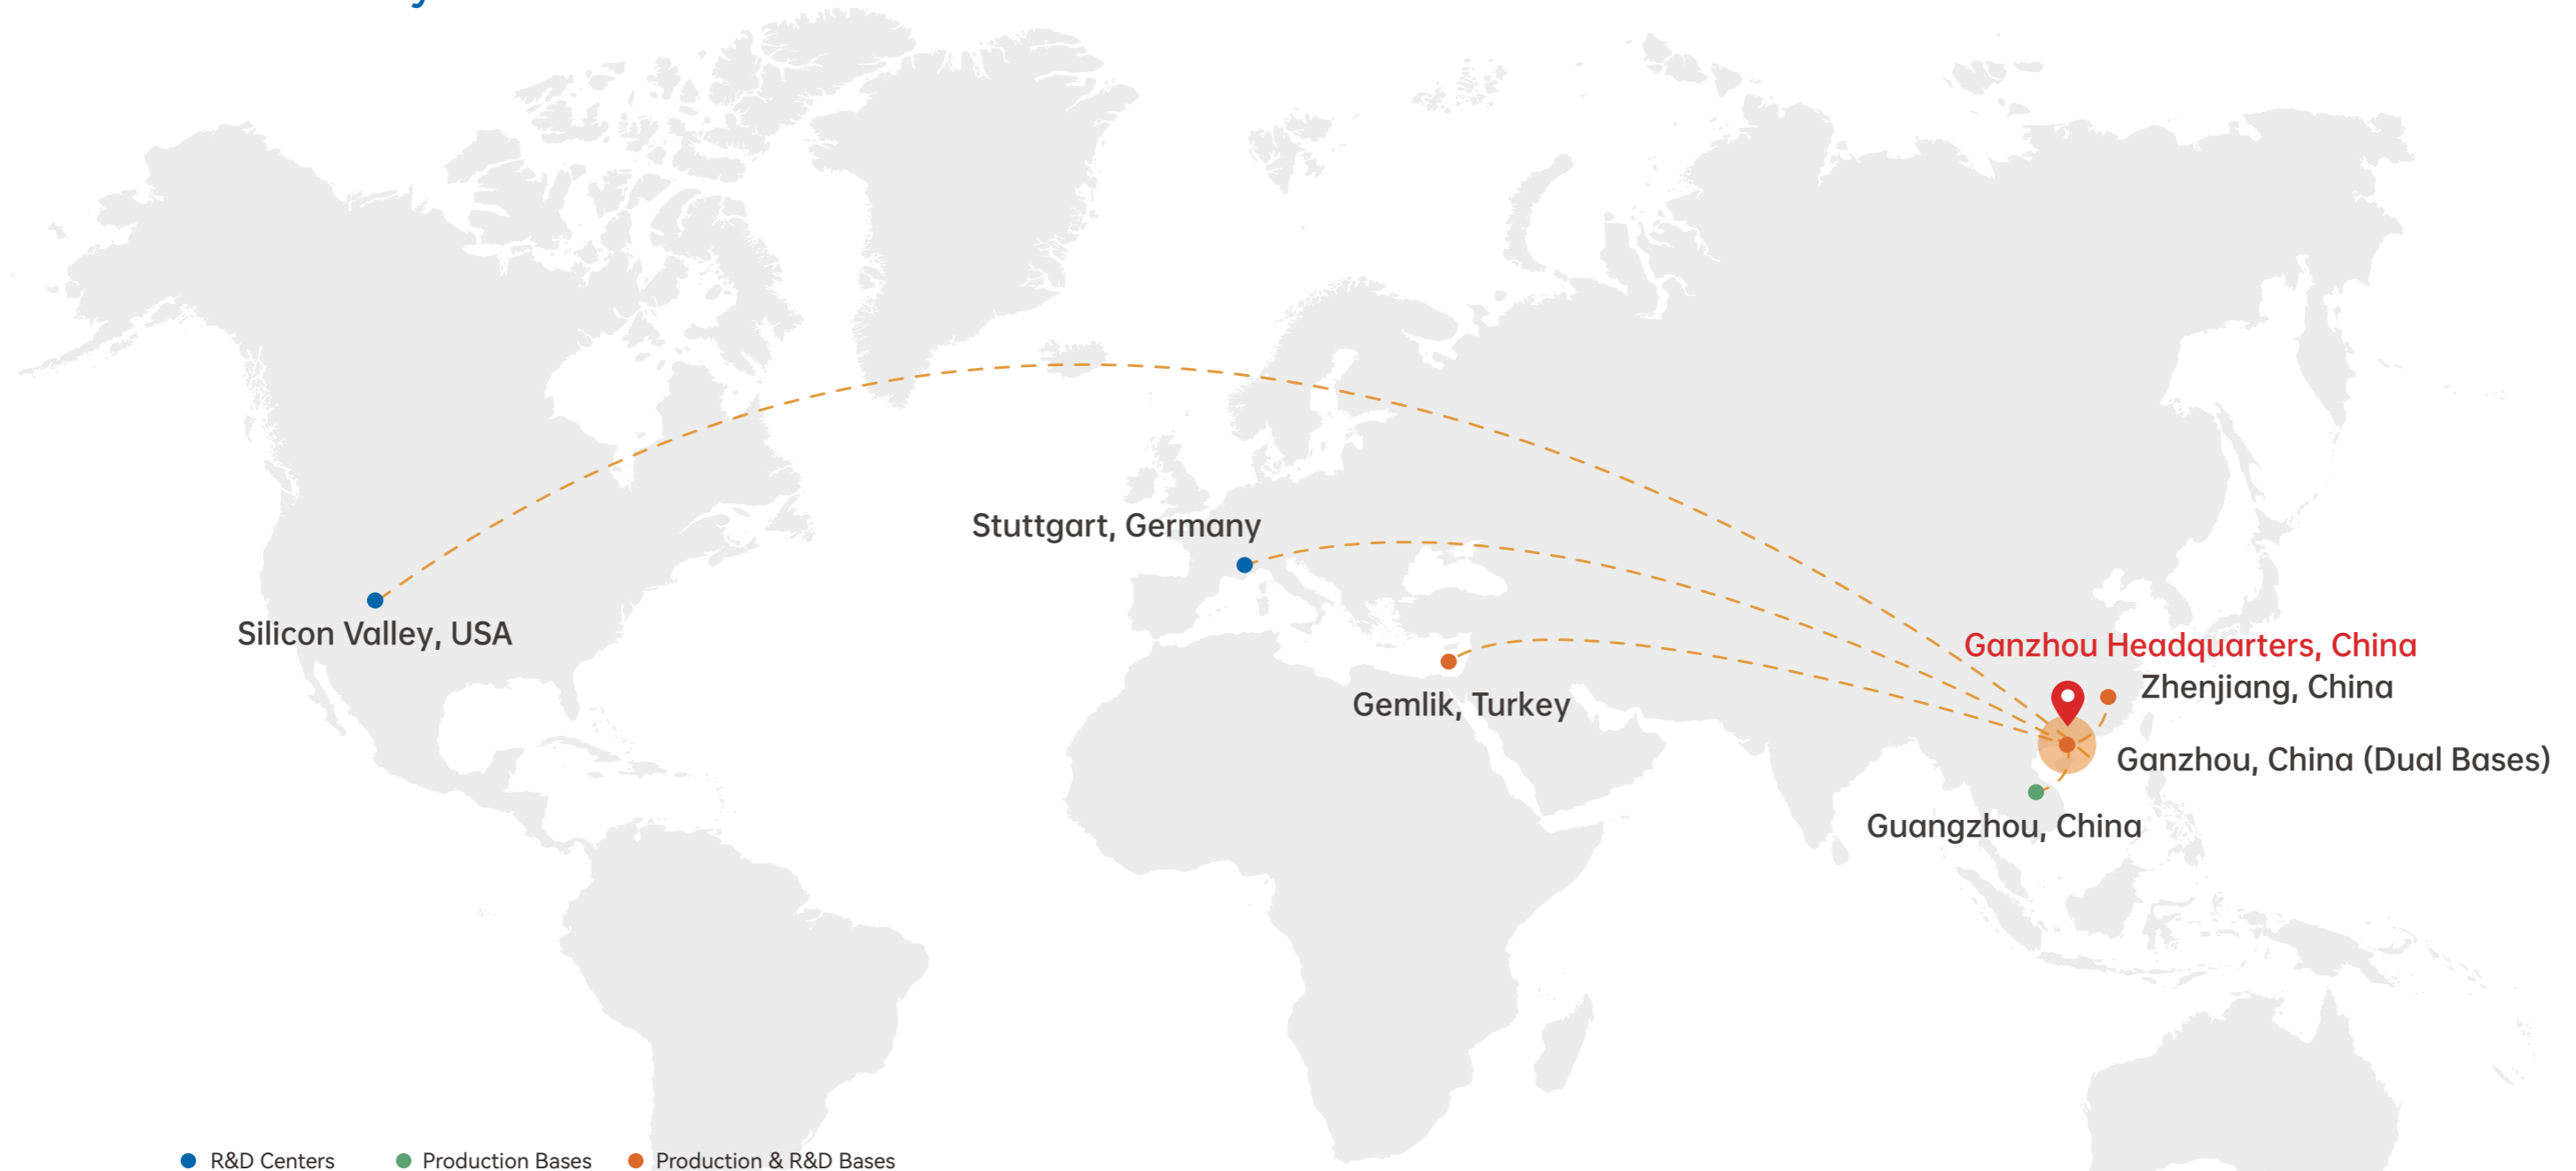 Stuttgart, Germany
Silicon Valley, USA
Ganzhou Headquarters, China
Zhenjiang, China
Gemlik, Turkey
Ganzhou, China (Dual Bases)
Guangzhou, China
R&D Centers
Production Bases
Production & R&D Bases